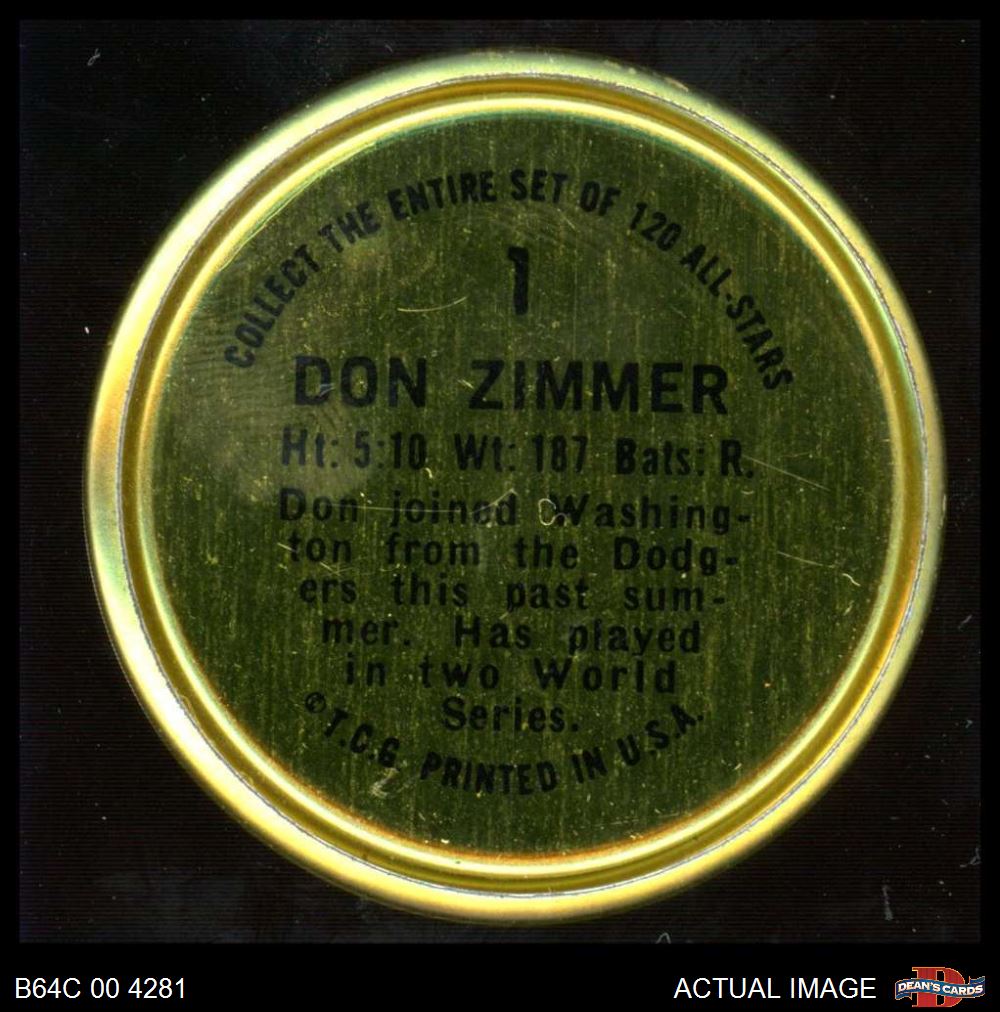 COLLECT THE ENTIRE SET OF 120 ALL-STARS
1
DON ZIMMER
Ht: 5:10 Wt: 187 Bats: R.
Don joined Washing-
ton from the Dodg-
ers this past sum-
mer. Has played
in two World
Series.
© T.C.G. PRINTED IN U.S.A.
B64C 00 4281
ACTUAL IMAGE
D
DEAN'S CARDS